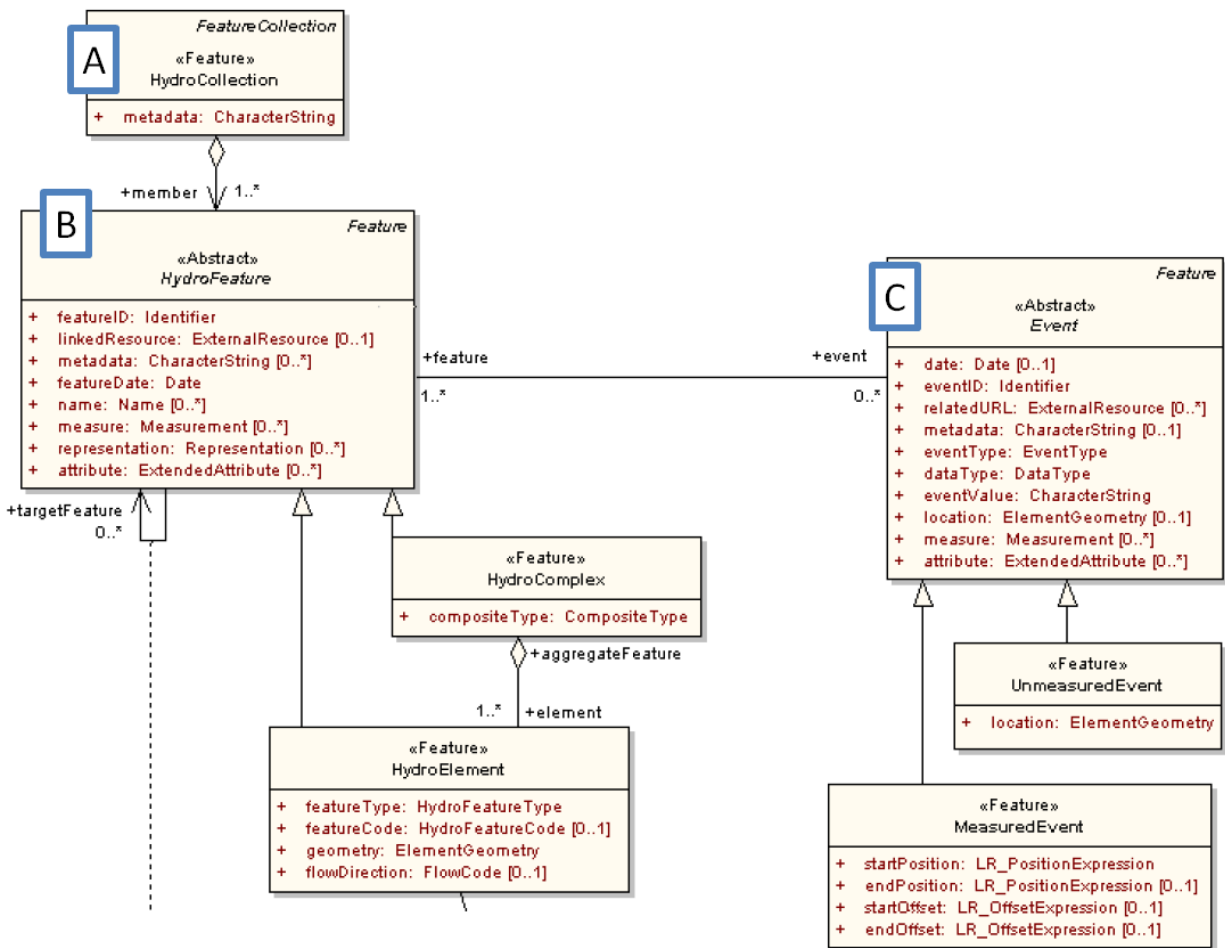 FeatureCollection
A
«Feature»
HydroCollection
+ metadata: CharacterString
+member 1..*
B
Feature
«Abstract»
HydroFeature
+ featureID: Identifier
+ linkedResource: ExternalResource [0..1]
+ metadata: CharacterString [0..*]
+ featureDate: Date
+ name: Name [0..*]
+ measure: Measurement [0..*]
+ representation: Representation [0..*]
+ attribute: ExtendedAttribute [0..*]
+feature
1..*
+event
0..*
C
Feature
«Abstract»
Event
+ date: Date [0..1]
+ eventID: Identifier
+ relatedURL: ExternalResource [0..*]
+ metadata: CharacterString [0..1]
+ eventType: EventType
+ dataType: DataType
+ eventValue: CharacterString
+ location: ElementGeometry [0..1]
+ measure: Measurement [0..*]
+ attribute: ExtendedAttribute [0..*]
+targetFeature
0..*
«Feature»
HydroComplex
+ compositeType: CompositeType
+aggregateFeature
1..* +element
«Feature»
HydroElement
+ featureType: HydroFeatureType
+ featureCode: HydroFeatureCode [0..1]
+ geometry: ElementGeometry
+ flowDirection: FlowCode [0..1]
«Feature»
UnmeasuredEvent
+ location: ElementGeometry
«Feature»
MeasuredEvent
+ startPosition: LR_PositionExpression
+ endPosition: LR_PositionExpression [0..1]
+ startOffset: LR_OffsetExpression [0..1]
+ endOffset: LR_OffsetExpression [0..1]